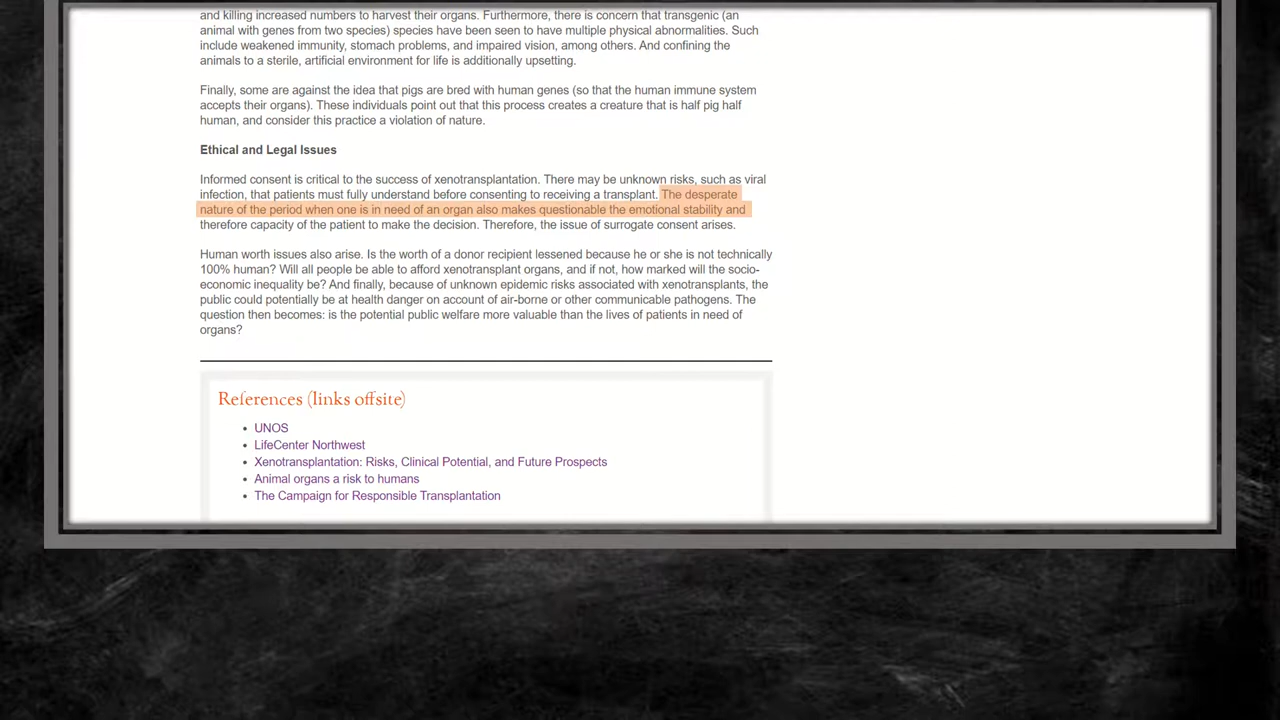 and killing increased numbers to harvest their organs. Furthermore, there is concern that transgenic (an
animal with genes from two species) species have been seen to have multiple physical abnormalities. Such
include weakened immunity, stomach problems, and impaired vision, among others. And confining the
animals to a sterile, artificial environment for life is additionally upsetting.
Finally, some are against the idea that pigs are bred with human genes (so that the human immune system
accepts their organs). These individuals point out that this process creates a creature that is half pig half
human, and consider this practice a violation of nature.
Ethical and Legal Issues
Informed consent is critical to the success of xenotransplantation. There may be unknown risks, such as viral
infection, that patients must fully understand before consenting to receiving a transplant. The desperate
nature of the period when one is in need of an organ also makes questionable the emotional stability and
therefore capacity of the patient to make the decision. Therefore, the issue of surrogate consent arises.
Human worth issues also arise. Is the worth of a donor recipient lessened because he or she is not technically
100% human? Will all people be able to afford xenotransplant organs, and if not, how marked will the socio-
economic inequality be? And finally, because of unknown epidemic risks associated with xenotransplants, the
public could potentially be at health danger on account of air-borne or other communicable pathogens. The
question then becomes: is the potential public welfare more valuable than the lives of patients in need of
organs?
References (links offsite)
• UNOS
• LifeCenter Northwest
• Xenotransplantation: Risks, Clinical Potential, and Future Prospects
• Animal organs a risk to humans
• The Campaign for Responsible Transplantation